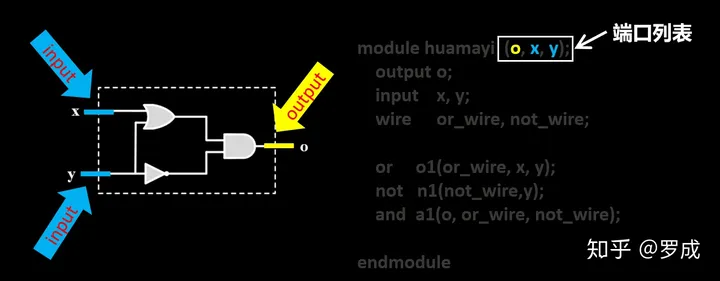 input
x
y
input
output
o
端口列表
module huamayi (o, x, y);
output o;
input x, y;
wire or_wire, not_wire;
or o1(or_wire, x, y);
not n1(not_wire,y);
and a1(o, or_wire, not_wire);
endmodule
知乎 @罗成